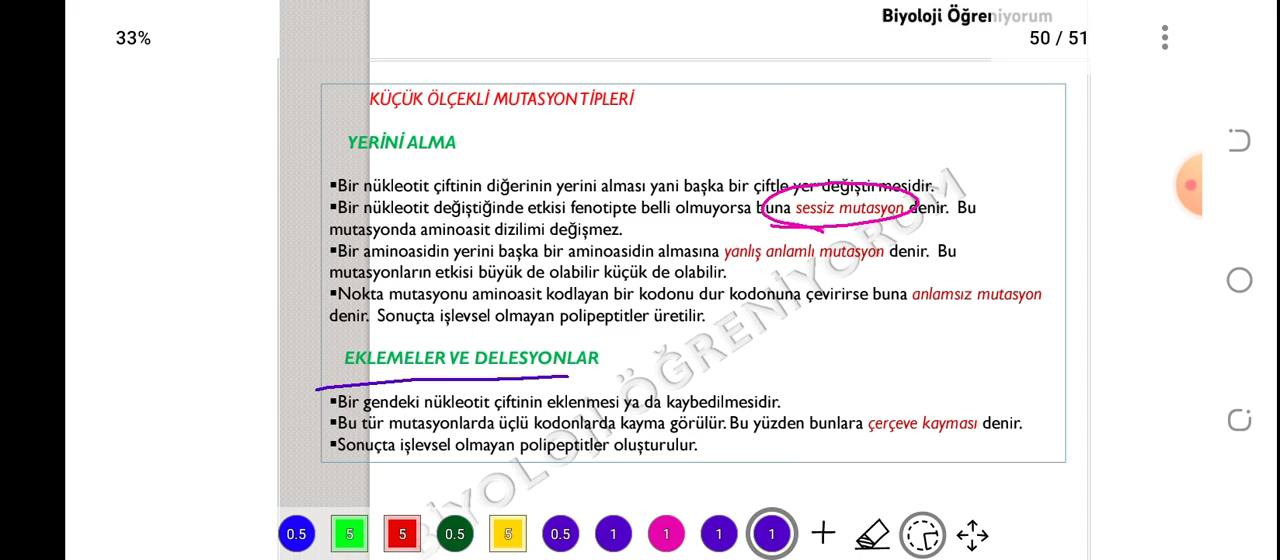 Biyoloji Öğreniyorum
33%
50 / 51
KÜÇÜK ÖLÇEKLİ MUTASYON TİPLERİ
YERİNİ ALMA
▪Bir nükleotit çiftinin diğerinin yerini alması yani başka bir çiftle yer değiştirmesidir.
▪Bir nükleotit değiştiğinde etkisi fenotipte belli olmuyorsa buna sessiz mutasyon denir. Bu
mutasyonda aminoasit dizilimi değişmez.
▪Bir aminoasidin yerini başka bir aminoasidin almasına yanlış anlamlı mutasyon denir. Bu
mutasyonların etkisi büyük de olabilir küçük de olabilir.
▪Nokta mutasyonu aminoasit kodlayan bir kodonu dur kodonuna çevirirse buna anlamsız mutasyon
denir. Sonuçta işlevsel olmayan polipeptitler üretilir.
EKLEMELER VE DELESYONLAR
▪Bir gendeki nükleotit çiftinin eklenmesi ya da kaybedilmesidir.
▪Bu tür mutasyonlarda üçlü kodonlarda kayma görülür. Bu yüzden bunlara çerçeve kayması denir.
▪Sonuçta işlevsel olmayan polipeptitler oluşturulur.
BİYOLOJİ ÖĞRENİYORUM
0.5 5 5 0.5 5 0.5 1 1 1 1